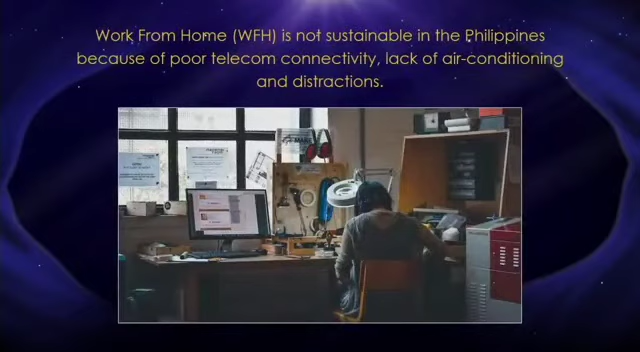 Work From Home (WFH) is not sustainable in the Philippines
because of poor telecom connectivity, lack of air-conditioning
and distractions.